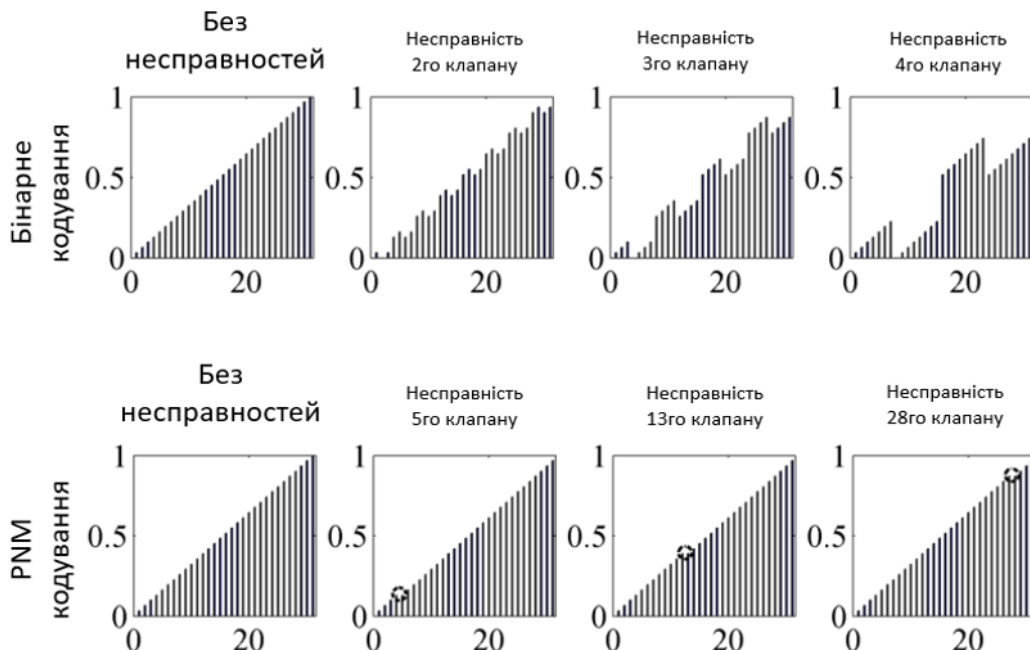 Без
несправностей
Несправність
2го клапану
Несправність
3го клапану
Несправність
4го клапану
Бінарне
кодування
1
0.5
0
0
20
1
0.5
0
0
20
1
0.5
0
0
20
1
0.5
0
0
20
Без
несправностей
Несправність
5го клапану
Несправність
13го клапану
Несправність
28го клапану
PNM
кодування
1
0.5
0
0
20
1
0.5
0
0
20
1
0.5
0
0
20
1
0.5
0
0
20